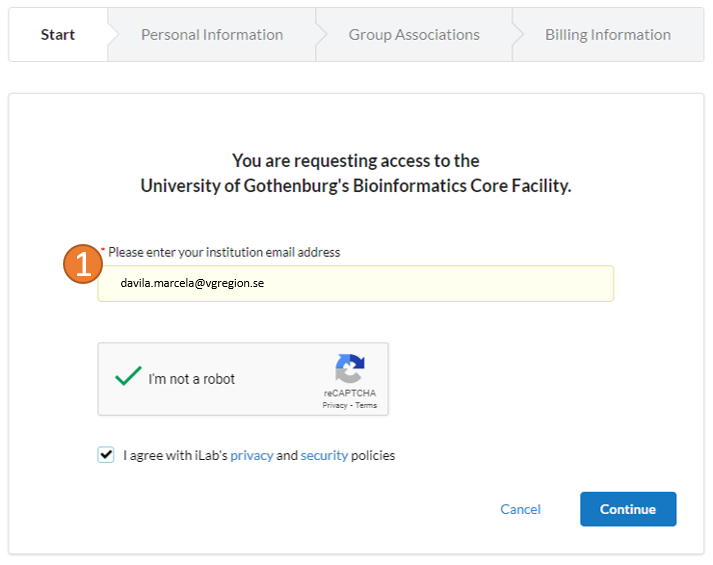 Start
Personal Information
Group Associations
Billing Information
You are requesting access to the
University of Gothenburg's Bioinformatics Core Facility.
1
* Please enter your institution email address
davila.marcela@vgregion.se
I'm not a robot
reCAPTCHA
Privacy - Terms
I agree with iLab's privacy and security policies
Cancel
Continue